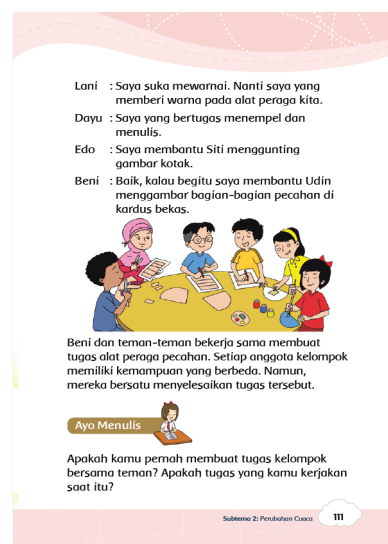 Lani : Saya suka mewarnai. Nanti saya yang
memberi warna pada alat peraga kita.
Dayu : Saya yang bertugas menempel dan
menulis.
Edo : Saya membantu Siti menggunting
gambar kotak.
Beni : Baik, kalau begitu saya membantu Udin
menggambar bagian-bagian pecahan di
kardus bekas.
Beni dan teman-teman bekerja sama membuat
tugas alat peraga pecahan. Setiap anggota kelompok
memiliki kemampuan yang berbeda. Namun,
mereka bersatu menyelesaikan tugas tersebut.
Ayo Menulis
Apakah kamu pernah membuat tugas kelompok
bersama teman? Apakah tugas yang kamu kerjakan
saat itu?
Subtema 2: Perubahan Cuaca 111